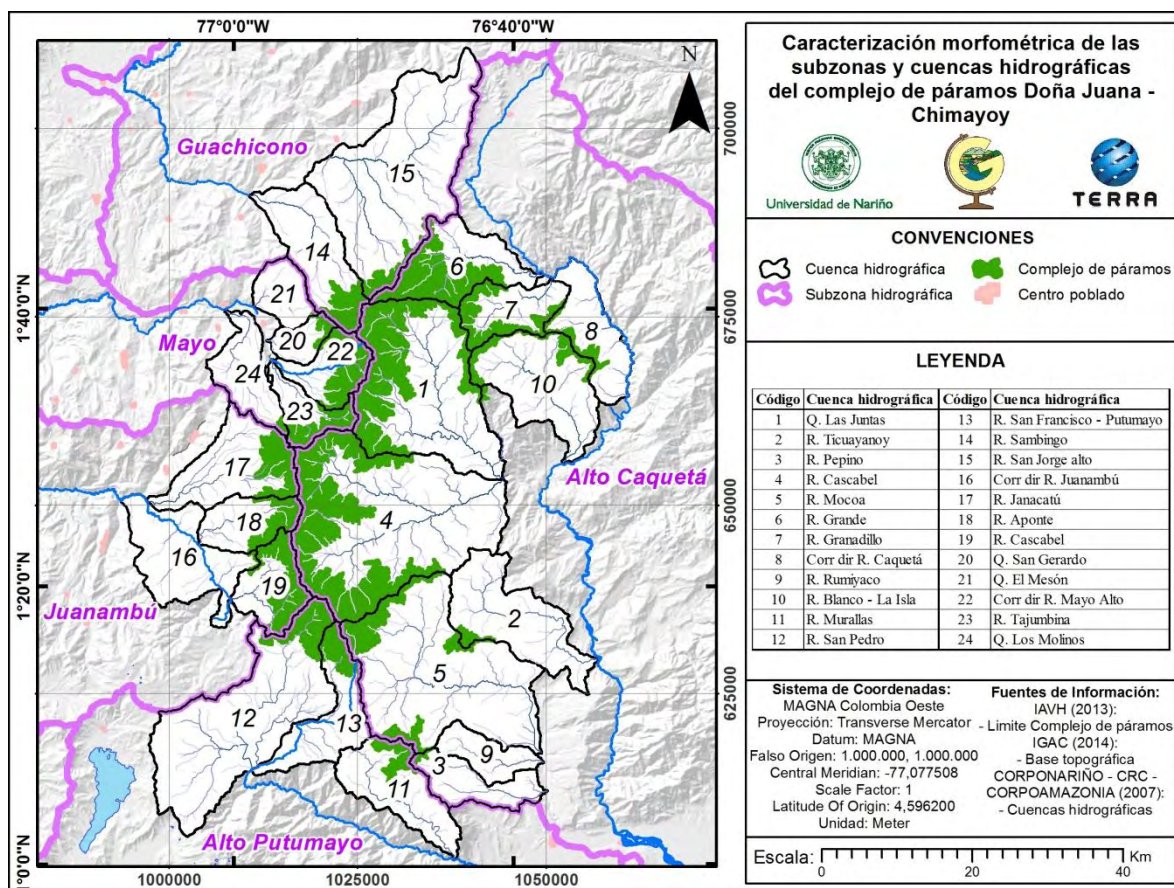 77°0'0"W
76°40'0"W
N
Guachicono
Mayo
Juanambú
Alto Putumayo
Alto Caquetá
15
14
6
21
7
8
20
22
10
24
1
23
17
4
18
16
19
2
5
12
13
9
3
11
1°40'0"N
1°20'0"N
1°0'0"N
700000
675000
650000
625000
1000000
1025000
1050000
Caracterización morfométrica de las
subzonas y cuencas hidrográficas
del complejo de páramos Doña Juana -
Chimayoy
Universidad de Nariño
TERRA
CONVENCIONES
Cuenca hidrográfica
Complejo de páramos
Subzona hidrográfica
Centro poblado
LEYENDA
Código Cuenca hidrográfica Código Cuenca hidrográfica
1 Q. Las Juntas 13 R. San Francisco - Putumayo
2 R. Ticuayanoy 14 R. Sambingo
3 R. Pepino 15 R. San Jorge alto
4 R. Cascabel 16 Corr dir R. Juanambú
5 R. Mocoa 17 R. Janacatú
6 R. Grande 18 R. Aponte
7 R. Granadillo 19 R. Cascabel
8 Corr dir R. Caquetá 20 Q. San Gerardo
9 R. Rumiyaco 21 Q. El Mesón
10 R. Blanco - La Isla 22 Corr dir R. Mayo Alto
11 R. Murallas 23 R. Tajumbina
12 R. San Pedro 24 Q. Los Molinos
Sistema de Coordenadas:
MAGNA Colombia Oeste
Proyección: Transverse Mercator
Datum: MAGNA
Falso Origen: 1.000.000, 1.000.000
Central Meridian: -77,077508
Scale Factor: 1
Latitude Of Origin: 4,596200
Unidad: Meter
Fuentes de Información:
IAVH (2013):
- Limite Complejo de páramos
IGAC (2014):
- Base topográfica
CORPONARIÑO - CRC -
CORPOAMAZONIA (2007):
- Cuencas hidrográficas
Escala:
0 10 20 40
Km